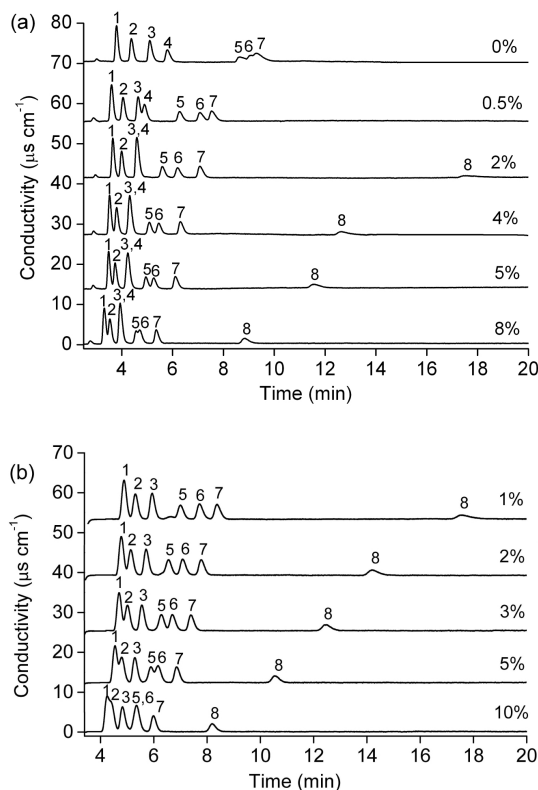 (a)
80
70
60
50
40
30
20
10
0
Conductivity (µs cm⁻¹)
1 2 3 4 5 6 7 0%
1 2 3 4 5 6 7 0.5%
1 2 3,4 5 6 7 8 2%
1 2 3,4 5 6 7 8 4%
1 2 3,4 5 6 7 8 5%
1 2 3,4 5 6 7 8 8%
4 6 8 10 12 14 16 18 20
Time (min)
(b)
70
60
50
40
30
20
10
0
Conductivity (µs cm⁻¹)
1 2 3 5 6 7 8 1%
1 2 3 5 6 7 8 2%
1 2 3 5 6 7 8 3%
1 2 3 5 6 7 8 5%
1 2 3 5,6 7 8 10%
4 6 8 10 12 14 16 18 20
Time (min)